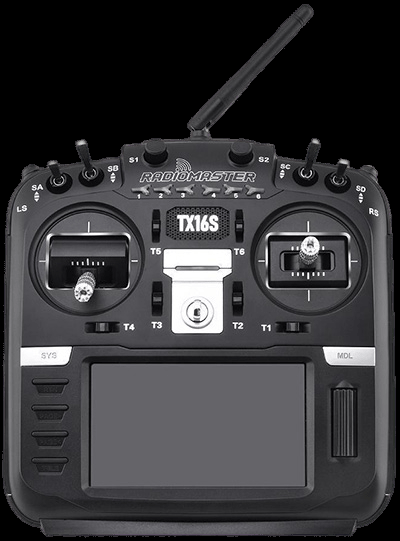 S1
S2
SB
SC
SA
SD
RADIOMASTER
LS
RS
1 2 3 4 5 6
TX16S
T5
T6
T4
T3
T2
T1
SYS
MDL